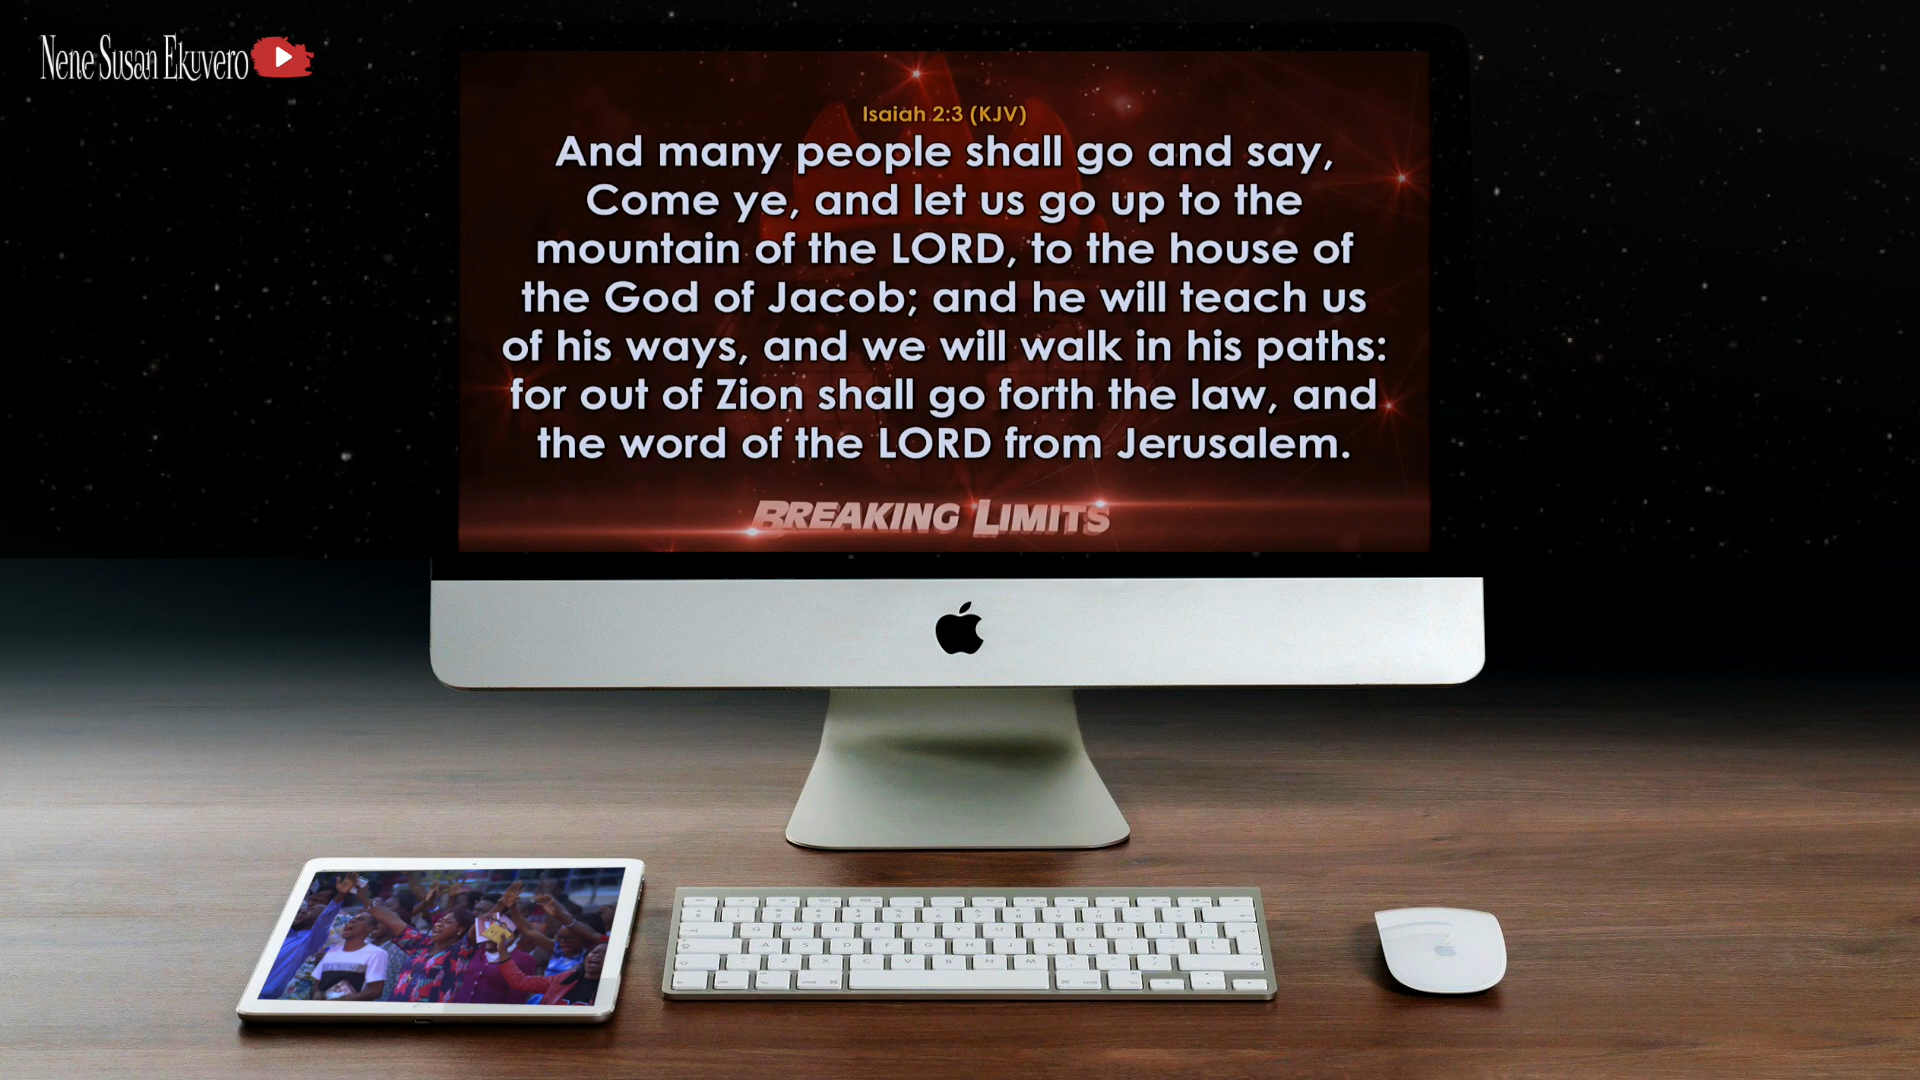 Nene Susan Ekuvero
Isaiah 2:3 (KJV)
And many people shall go and say,
Come ye, and let us go up to the
mountain of the LORD, to the house of
the God of Jacob; and he will teach us
of his ways, and we will walk in his paths:
for out of Zion shall go forth the law, and
the word of the LORD from Jerusalem.
BREAKING LIMITS
Q W E R T Y U I O P
A S D F G H J K L
Z X C V B N M